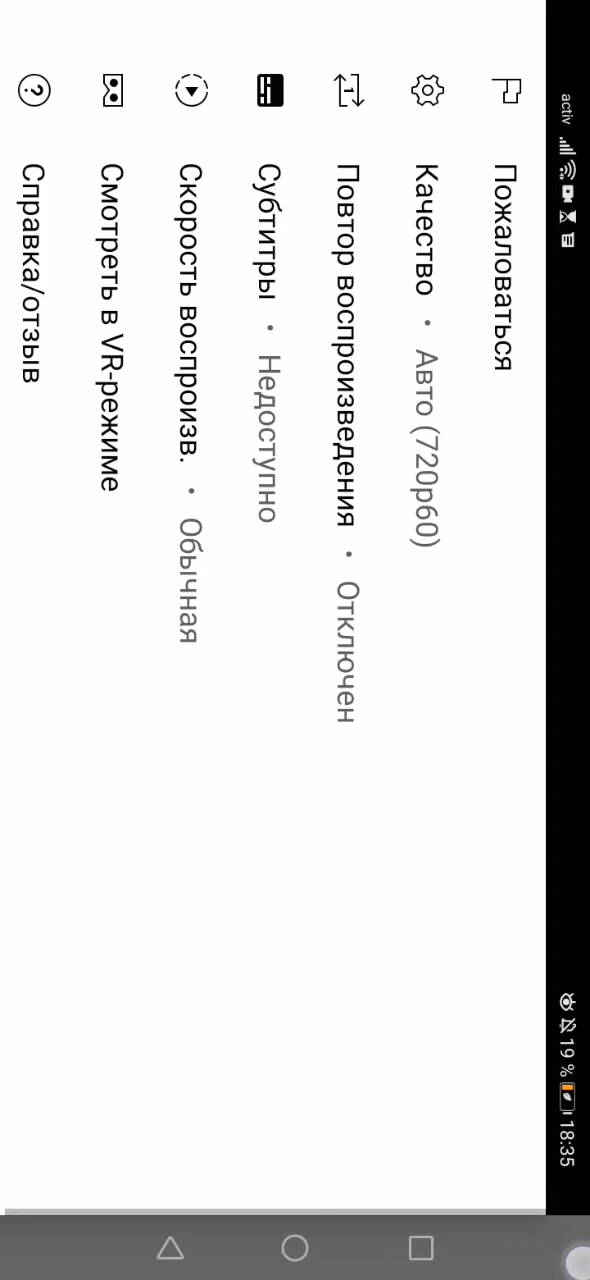 activ 19 % 18:35
Пожаловаться
Качество • Авто (720p60)
Повтор воспроизведения • Отключен
Субтитры • Недоступно
Скорость воспроизв. • Обычная
Смотреть в VR-режиме
Справка/отзыв